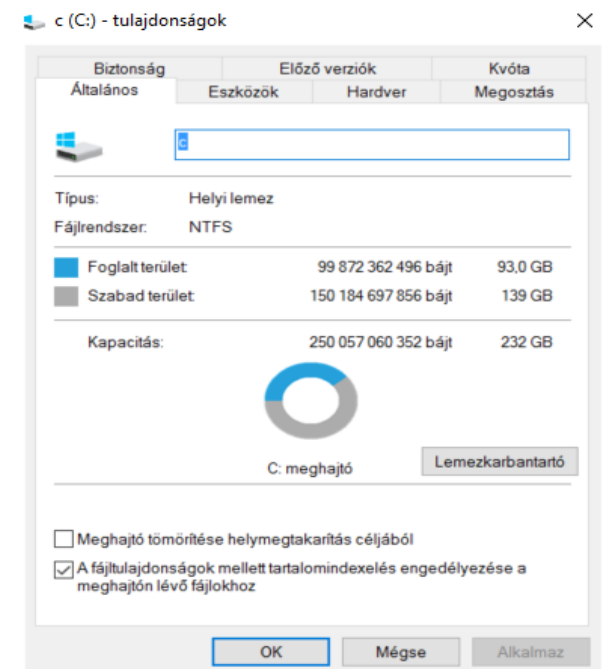 c (C:) - tulajdonságok
Biztonság Előző verziók Kvóta
Általános Eszközök Hardver Megosztás
c
Típus: Helyi lemez
Fájlrendszer: NTFS
Foglalt terület: 99 872 362 496 bájt 93,0 GB
Szabad terület: 150 184 697 856 bájt 139 GB
Kapacitás: 250 057 060 352 bájt 232 GB
C: meghajtó
Lemezkarbantartó
Meghajtó tömörítése helymegtakarítás céljából
A fájltulajdonságok mellett tartalomindexelés engedélyezése a
meghajtón lévő fájlokhoz
OK Mégse Alkalmaz